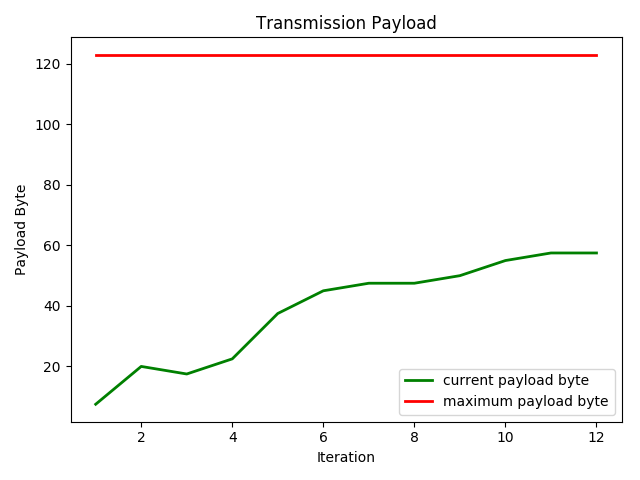 Transmission Payload
Payload Byte
120
100
80
60
40
20
current payload byte
maximum payload byte
2 4 6 8 10 12
Iteration